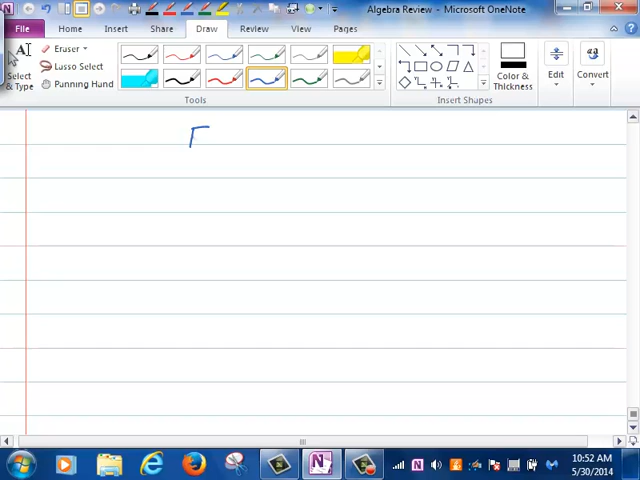 Algebra Review - Microsoft OneNote
File Home Insert Share Draw Review View Pages
Select & Type
Eraser
Lasso Select
Panning Hand
Color & Thickness
Edit
Convert
Tools
Insert Shapes
10:52 AM
5/30/2014